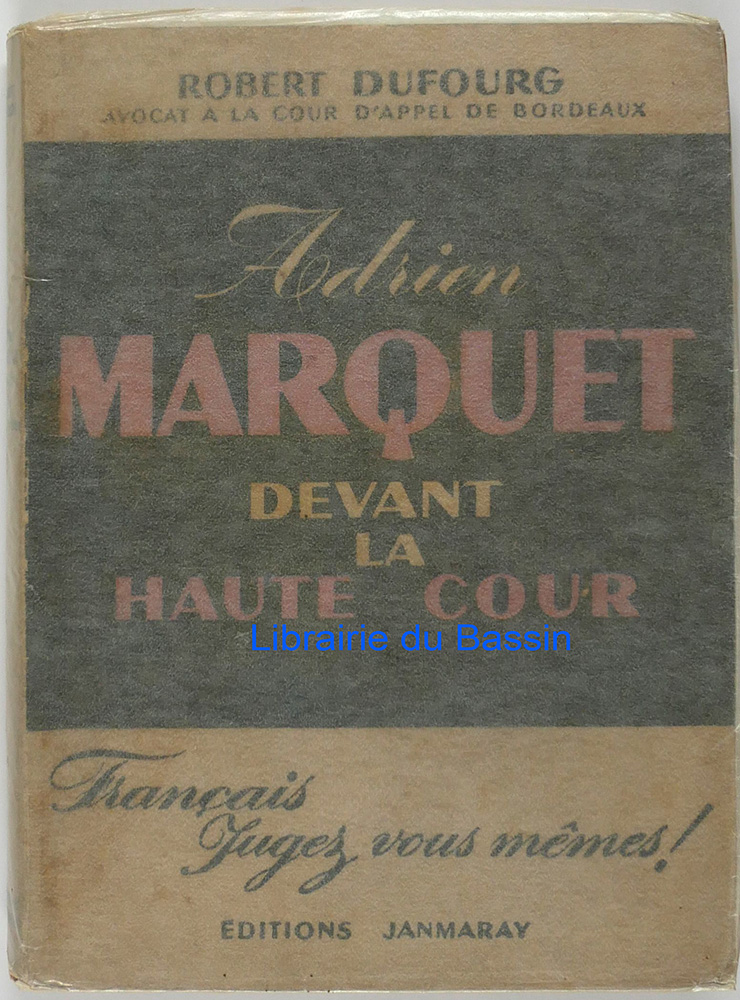 ROBERT DUFOURG
AVOCAT A LA COUR D'APPEL DE BORDEAUX
Adrien
MARQUET
DEVANT
LA
HAUTE COUR
Librairie du Bassin
Français
Jugez vous mêmes!
EDITIONS JANMARAY